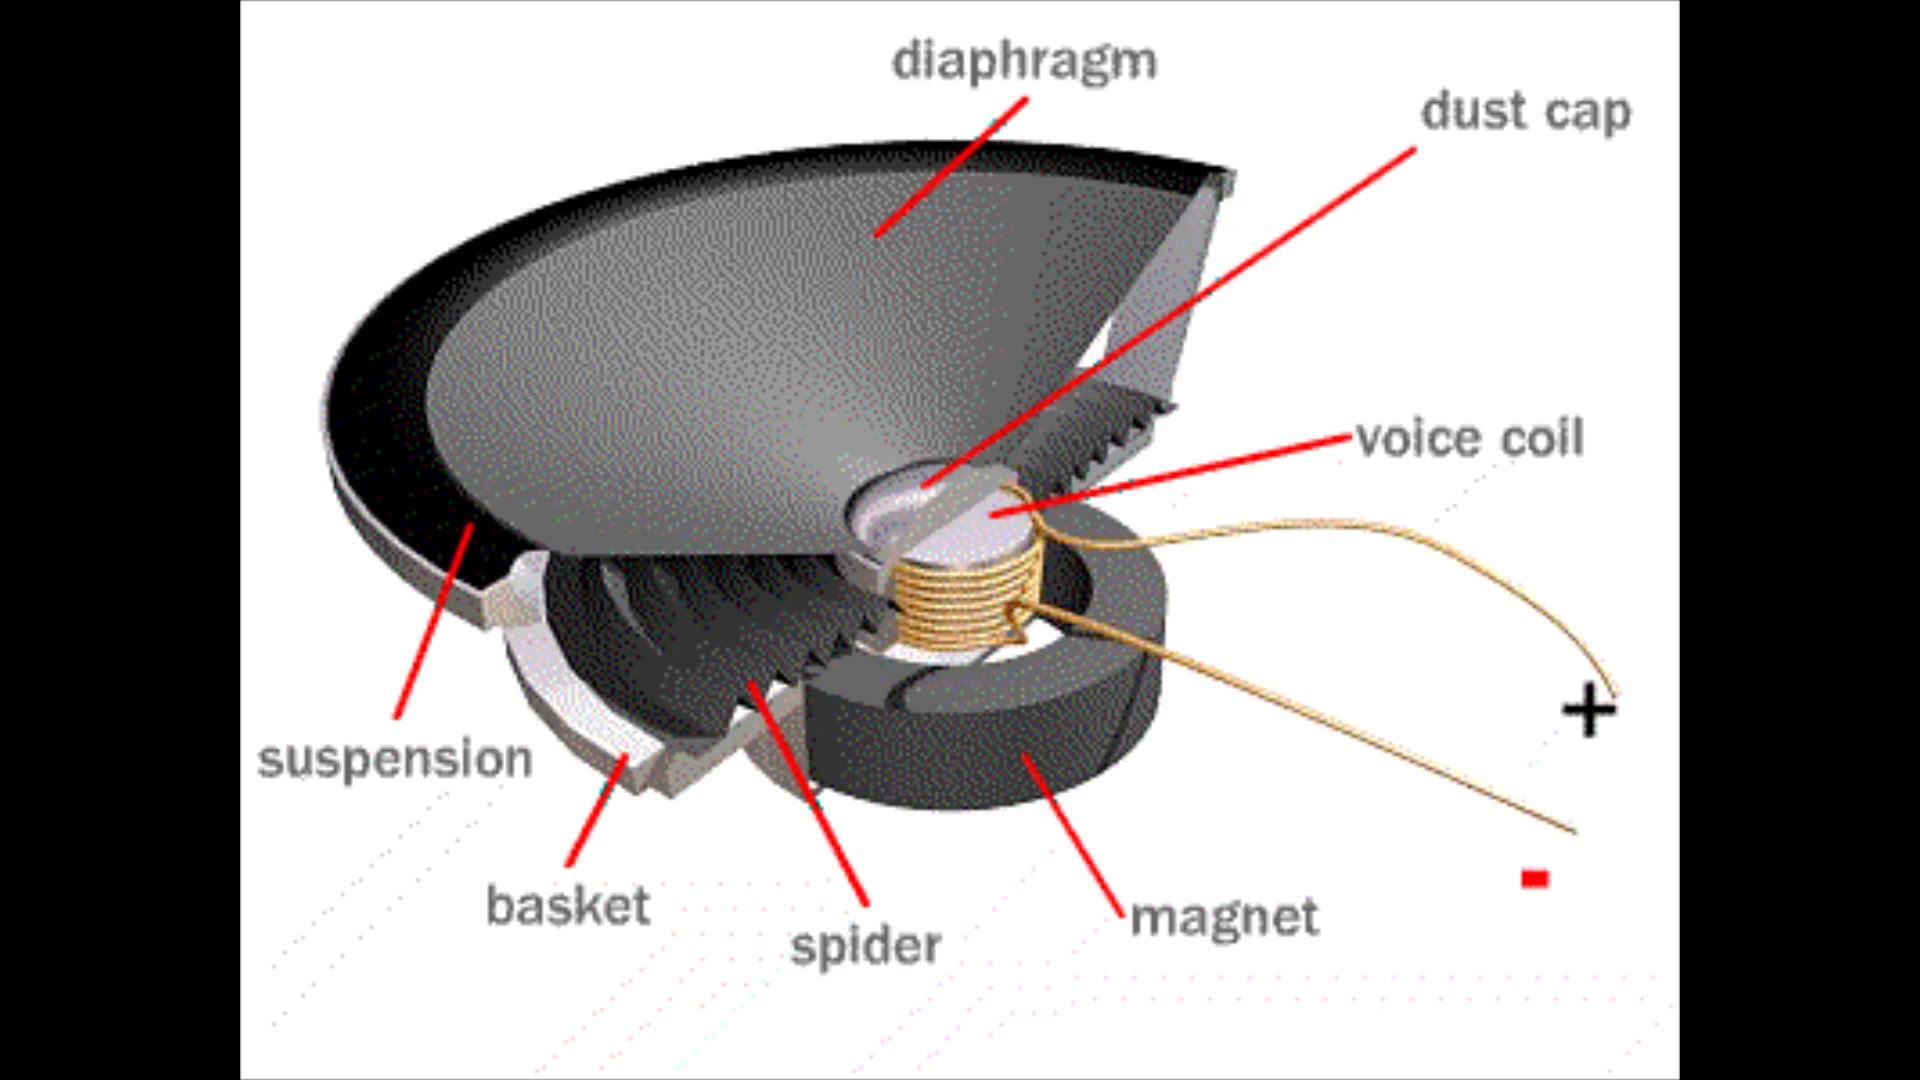 diaphragm
dust cap
voice coil
+
-
suspension
basket
spider
magnet